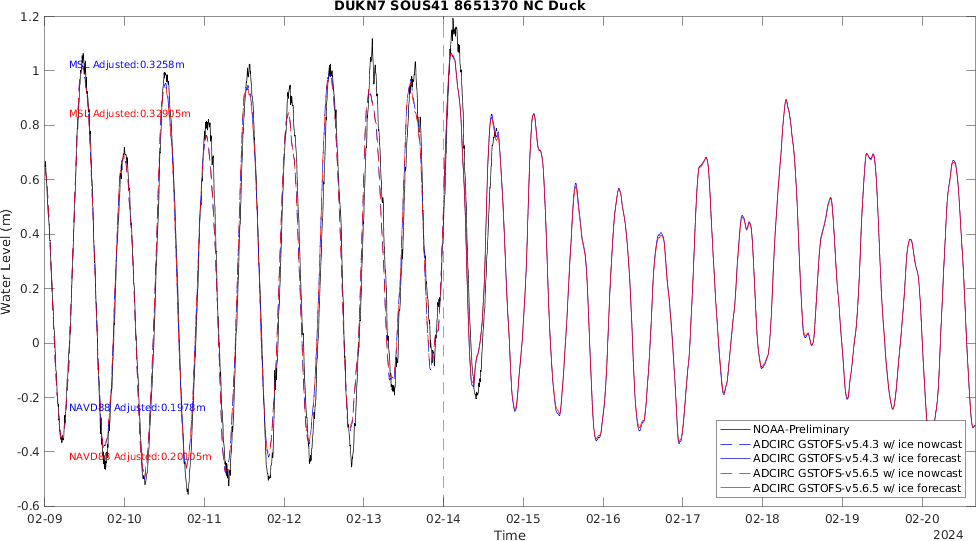 DUKN7 SOUS41 8651370 NC Duck
Water Level (m)
1.2
1
0.8
0.6
0.4
0.2
0
-0.2
-0.4
-0.6
MSL Adjusted:0.3258m
MSL Adjusted:0.32905m
NAVD88 Adjusted:0.1978m
NAVD88 Adjusted:0.20105m
NOAA-Preliminary
ADCIRC GSTOFS-v5.4.3 w/ ice nowcast
ADCIRC GSTOFS-v5.4.3 w/ ice forecast
ADCIRC GSTOFS-v5.6.5 w/ ice nowcast
ADCIRC GSTOFS-v5.6.5 w/ ice forecast
02-09 02-10 02-11 02-12 02-13 02-14 02-15 02-16 02-17 02-18 02-19 02-20
Time
2024